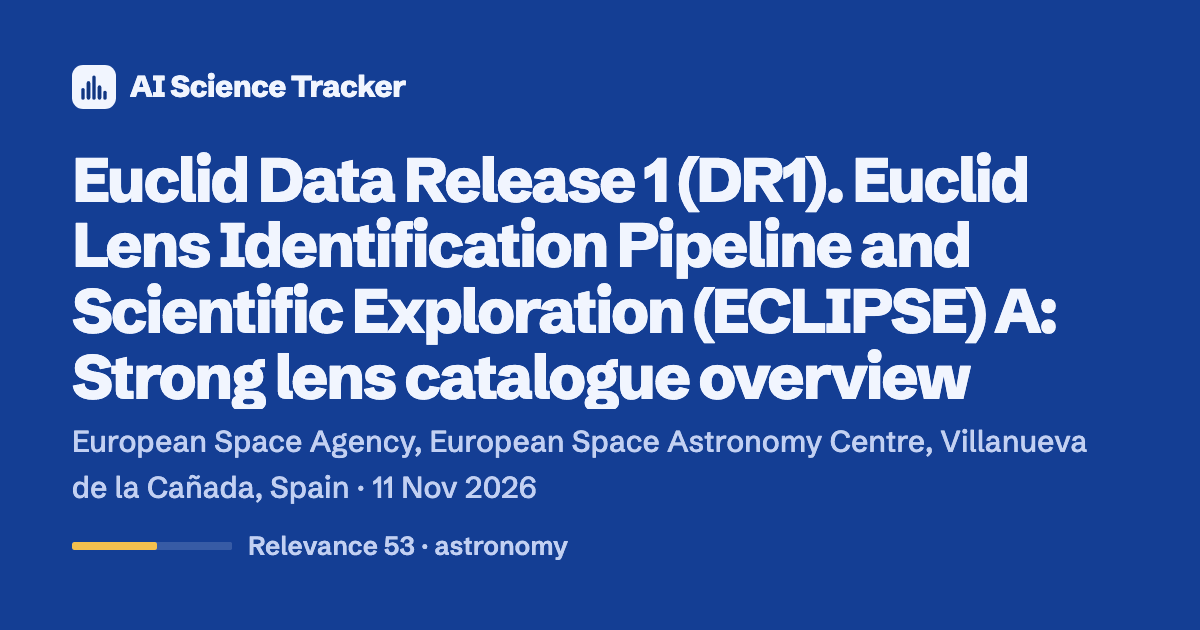 AI Science Tracker
Euclid Data Release 1 (DR1). Euclid
Lens Identification Pipeline and
Scientific Exploration (ECLIPSE) A:
Strong lens catalogue overview
European Space Agency, European Space Astronomy Centre, Villanueva
de la Cañada, Spain · 11 Nov 2026
Relevance 53 · astronomy